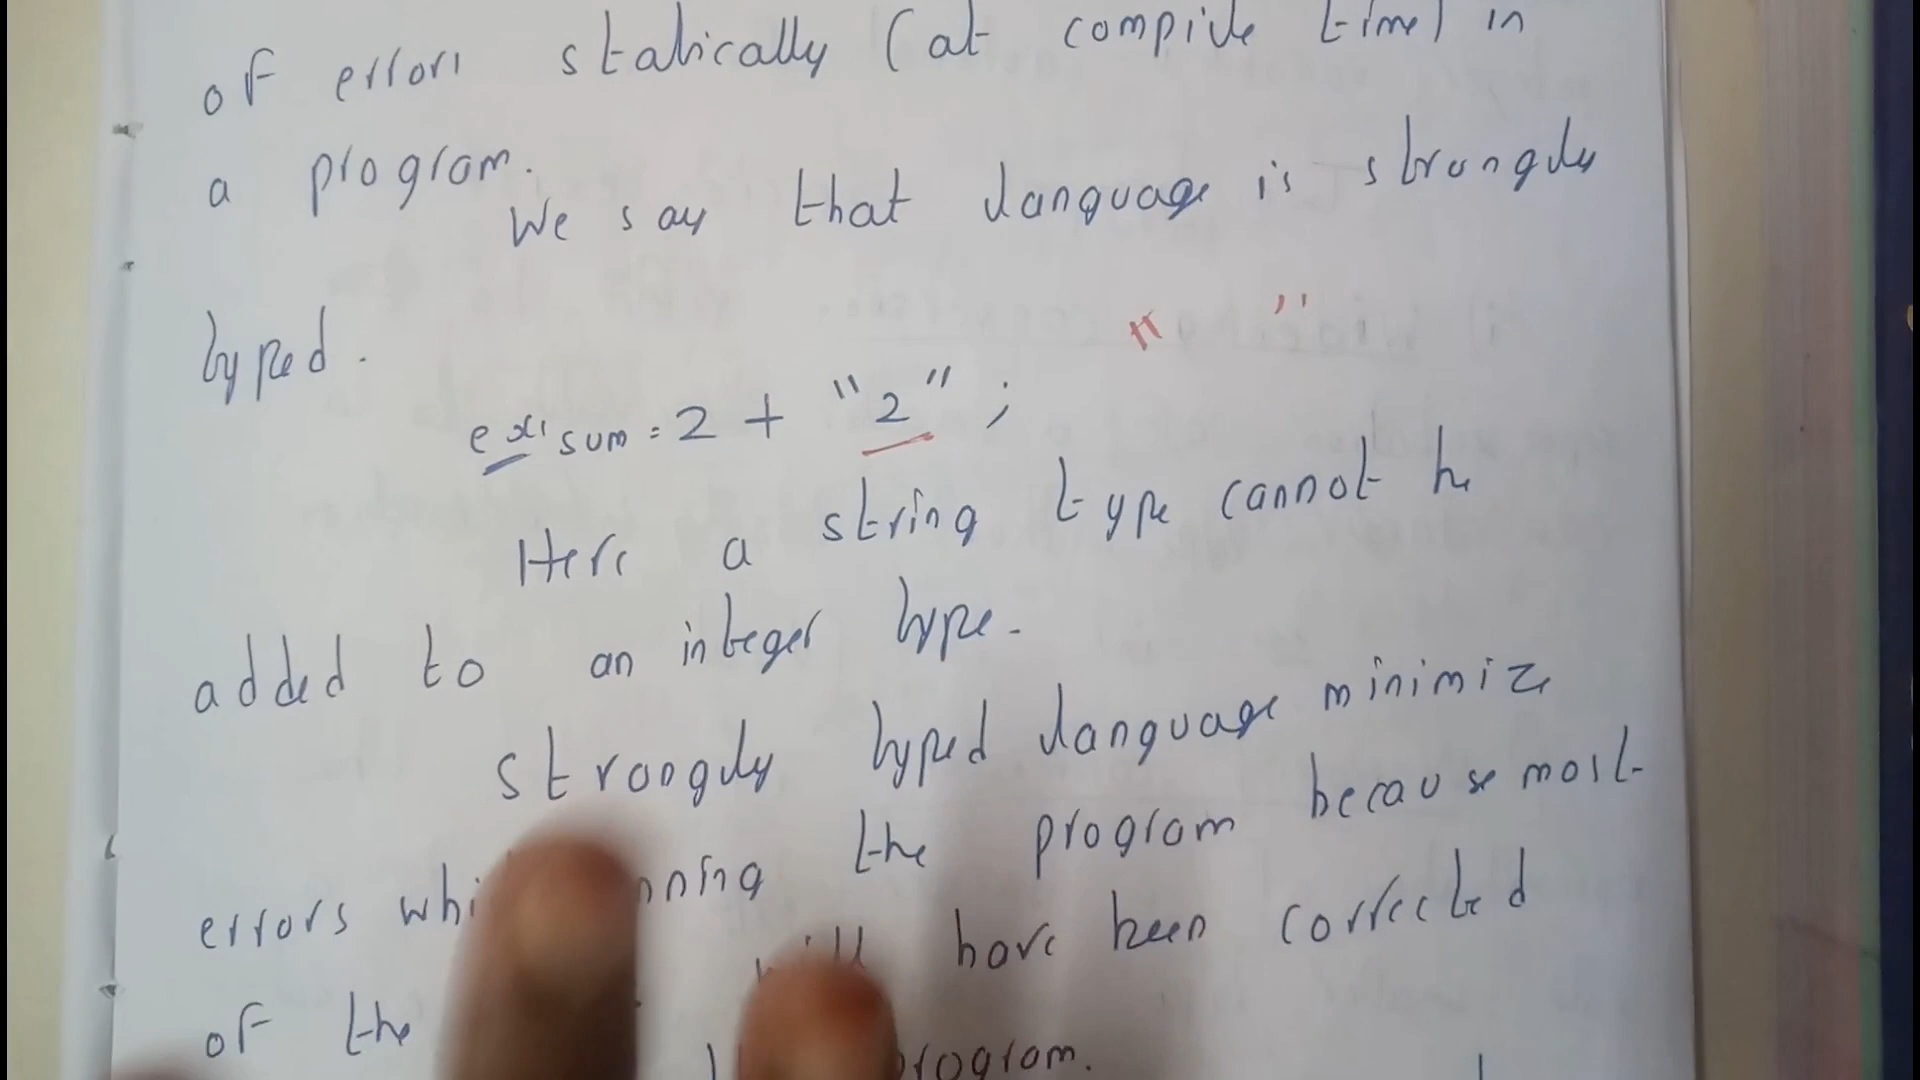 of errors statically (at compile time) in
a program.
We say that language is strongly
typed.
" "
ex: sum = 2 + "2" ;
Here a string type cannot be
added to an integer type.
strongly typed language minimize
errors the program because most
of the will have been corrected
program.